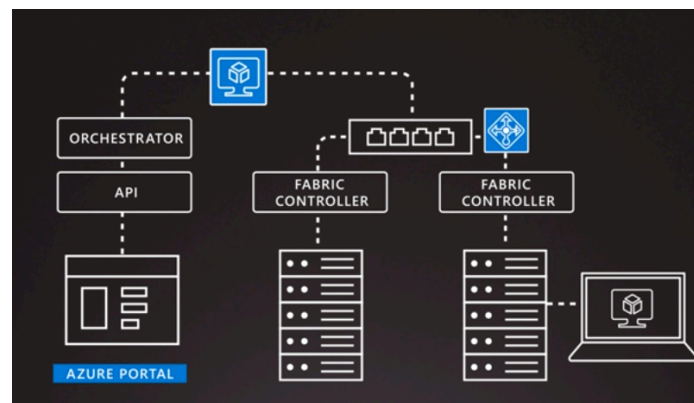 ORCHESTRATOR
API
AZURE PORTAL
FABRIC
CONTROLLER
FABRIC
CONTROLLER